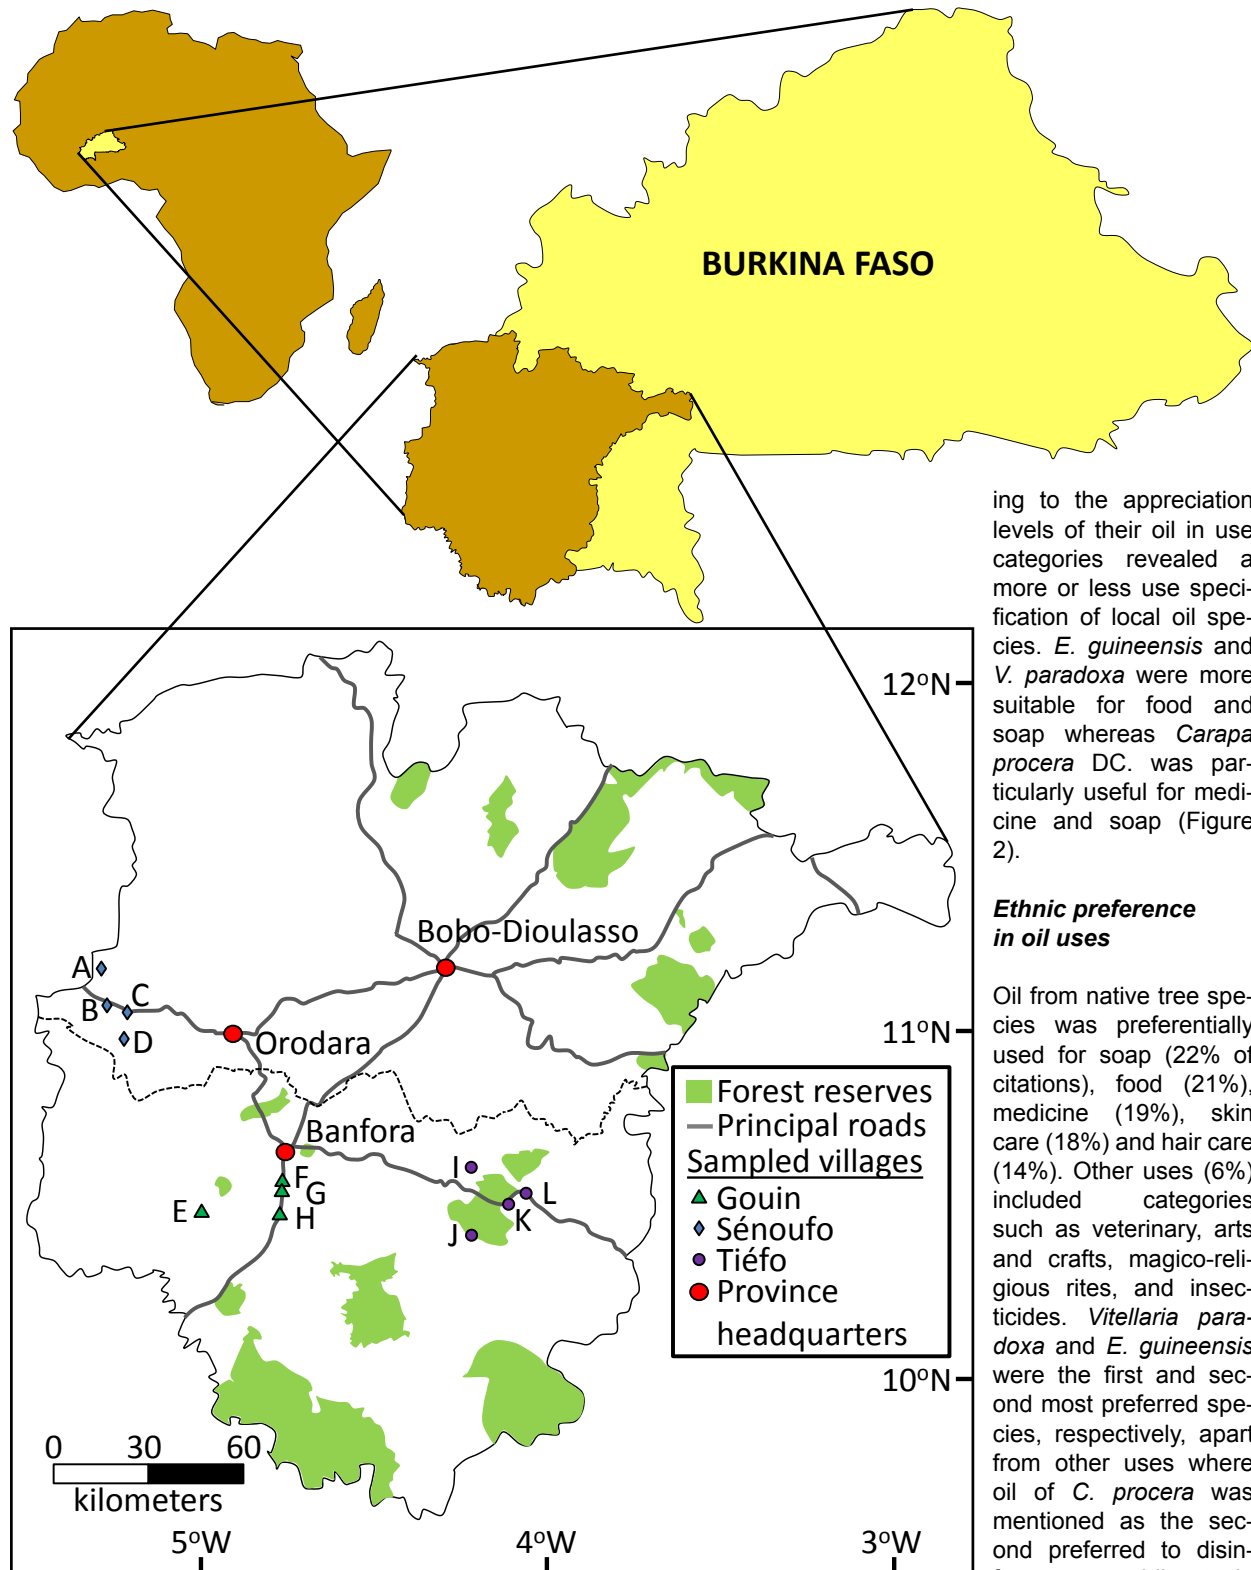 BURKINA FASO
12oN
11oN
10oN
5oW
4oW
3oW
Bobo-Dioulasso
A
B
C
D
Orodara
Banfora
E
F
G
H
I
J
K
L
Forest reserves
Principal roads
Sampled villages
Gouin
Sénoufo
Tiéfo
Province
headquarters
0 30 60
kilometers
ing to the appreciation
levels of their oil in use
categories revealed a
more or less use speci-
fication of local oil spe-
cies. E. guineensis and
V. paradoxa were more
suitable for food and
soap whereas Carapa
procera DC. was par-
ticularly useful for medi-
cine and soap (Figure
2).
Ethnic preference
in oil uses
Oil from native tree spe-
cies was preferentially
used for soap (22% of
citations), food (21%),
medicine (19%), skin
care (18%) and hair care
(14%). Other uses (6%)
included categories
such as veterinary, arts
and crafts, magico-reli-
gious rites, and insec-
ticides. Vitellaria para-
doxa and E. guineensis
were the first and sec-
ond most preferred spe-
cies, respectively, apart
from other uses where
oil of C. procera was
mentioned as the sec-
ond preferred to disin-